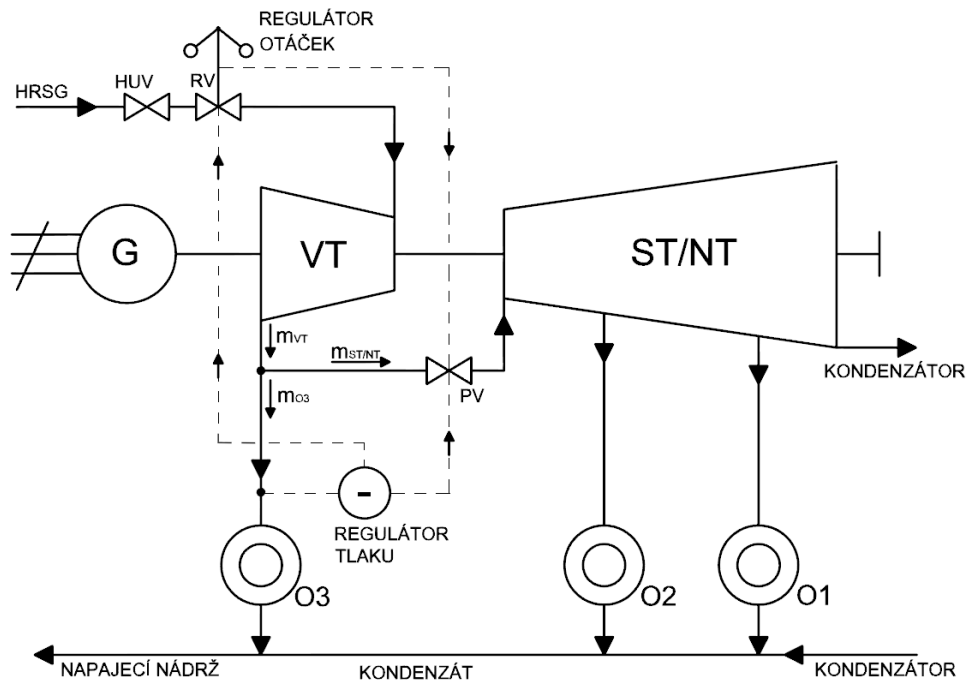 REGULÁTOR
OTÁČEK
HRSG
HUV
RV
G
VT
ST/NT
mVT
mST/NT
mO3
PV
KONDENZÁTOR
-
REGULÁTOR
TLAKU
O3
O2
O1
NAPAJECÍ NÁDRŽ
KONDENZÁT
KONDENZÁTOR